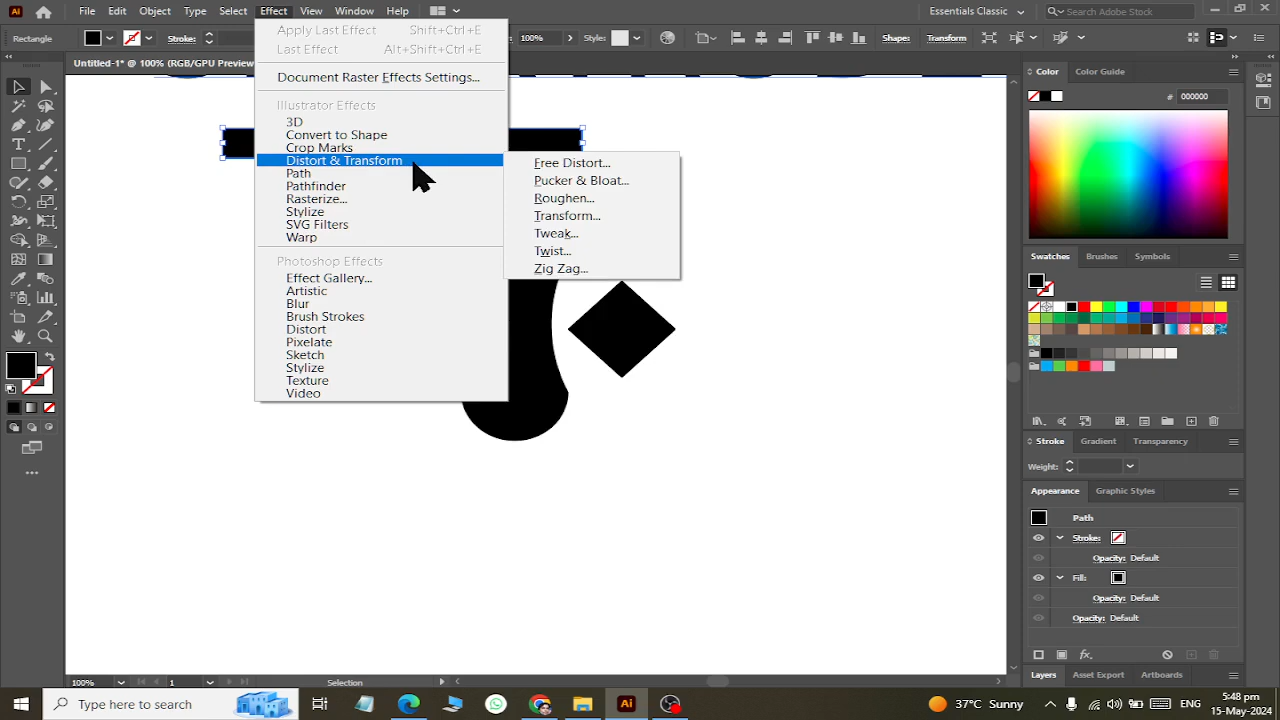 Ai File Edit Object Type Select Effect View Window Help Essentials Classic Search Adobe Stock
Rectangle Stroke: 100% Style: Shape: Transform
Untitled-1* @ 100% (RGB/GPU Preview
Apply Last Effect Shift+Ctrl+E
Last Effect Alt+Shift+Ctrl+E
Document Raster Effects Settings...
Illustrator Effects
3D
Convert to Shape
Crop Marks
Distort & Transform
Path
Pathfinder
Rasterize...
Stylize
SVG Filters
Warp
Photoshop Effects
Effect Gallery...
Artistic
Blur
Brush Strokes
Distort
Pixelate
Sketch
Stylize
Texture
Video
Free Distort...
Pucker & Bloat...
Roughen...
Transform...
Tweak...
Twist...
Zig Zag...
Color Color Guide
# 000000
Swatches Brushes Symbols
Stroke Gradient Transparency
Weight:
Appearance Graphic Styles
Path
Stroke:
Opacity: Default
Fill:
Opacity: Default
Opacity: Default
fx
Layers Asset Export Artboards
100% 1 Selection
Type here to search
Ai
37°C Sunny
ENG
5:48 pm
15-May-2024